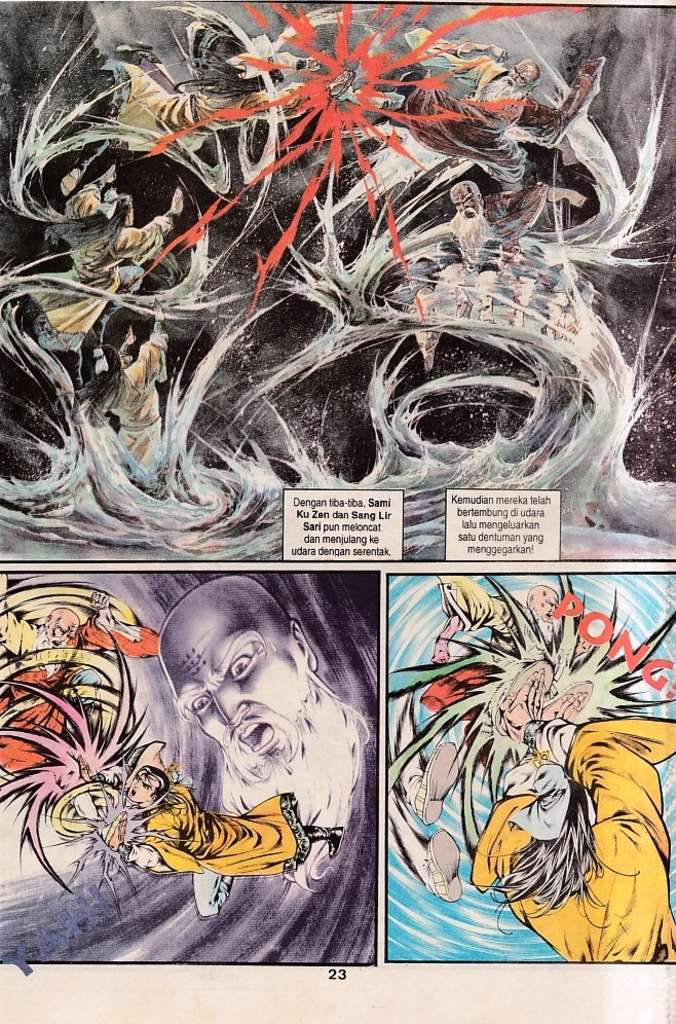 Dengan tiba-tiba, Sami
Ku Zen dan Sang Lir
Sari pun meloncat
dan menjulang ke
udara dengan serentak.
Kemudian mereka telah
bertembung di udara
lalu mengeluarkan
satu dentuman yang
menggegarkan!
PONG!
23